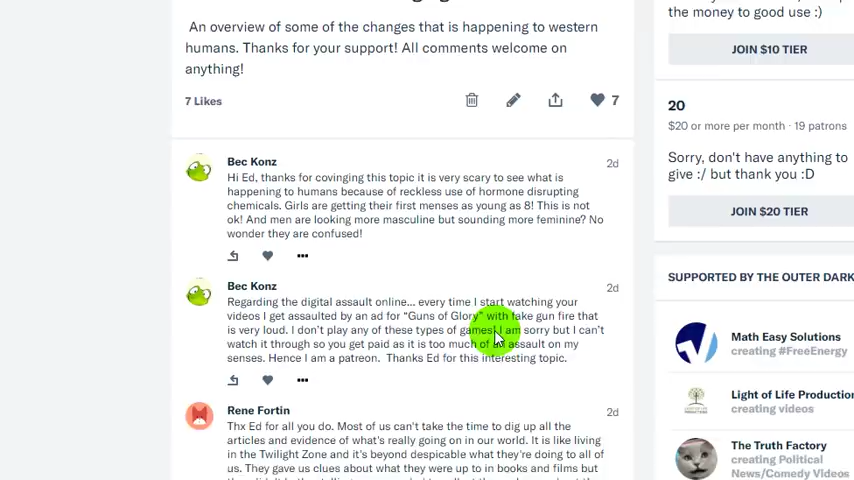 An overview of some of the changes that is happening to western
humans. Thanks for your support! All comments welcome on
anything!
7 Likes
7
Bec Konz
2d
Hi Ed, thanks for covinging this topic it is very scary to see what is
happening to humans because of reckless use of hormone disrupting
chemicals. Girls are getting their first menses as young as 8! This is not
ok! And men are looking more masculine but sounding more feminine? No
wonder they are confused!
Bec Konz
2d
Regarding the digital assault online... every time I start watching your
videos I get assaulted by an ad for "Guns of Glory" with fake gun fire that
is very loud. I don't play any of these types of games! I am sorry but I can't
watch it through so you get paid as it is too much of an assault on my
senses. Hence I am a patreon. Thanks Ed for this interesting topic.
Rene Fortin
2d
Thx Ed for all you do. Most of us can't take the time to dig up all the
articles and evidence of what's really going on in our world. It is like living
in the Twilight Zone and it's beyond despicable what they're doing to all of
us. They gave us clues about what they were up to in books and films but
the money to good use :)
JOIN $10 TIER
20
$20 or more per month · 19 patrons
Sorry, don't have anything to
give :/ but thank you :D
JOIN $20 TIER
SUPPORTED BY THE OUTER DARK
Math Easy Solutions
creating #FreeEnergy
Light of Life Production
creating videos
The Truth Factory
creating Political
News/Comedy Videos